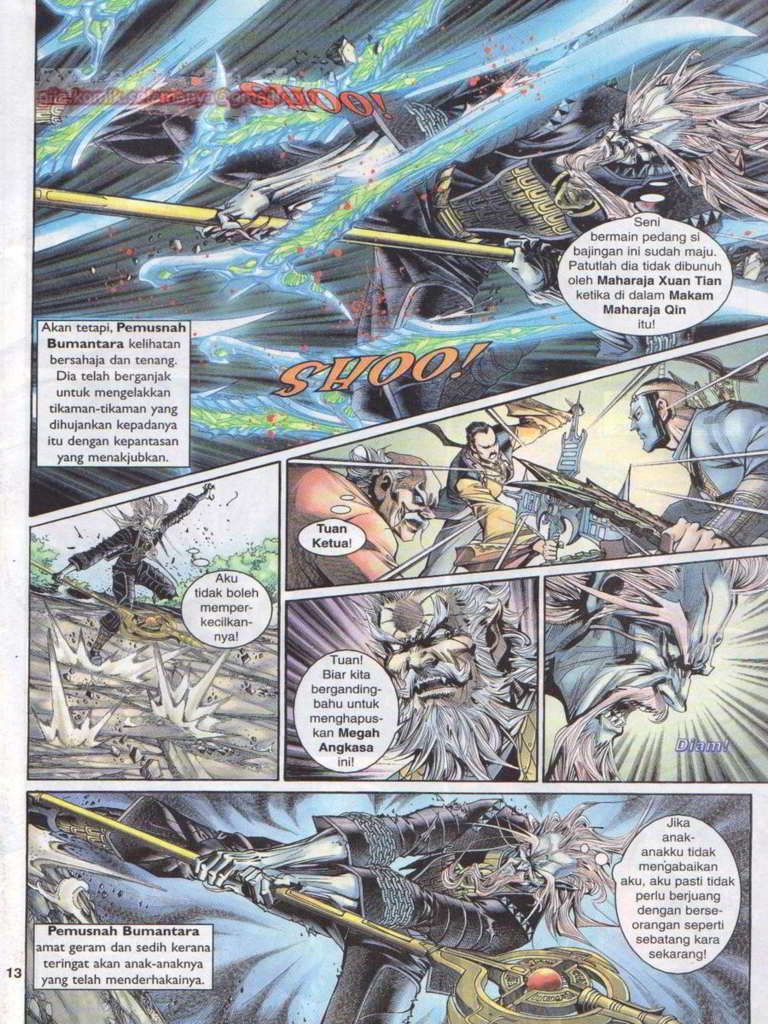 SHOO!
Seni
bermain pedang si
bajingan ini sudah maju.
Patutlah dia tidak dibunuh
oleh Maharaja Xuan Tian
ketika di dalam Makam
Maharaja Qin
itu!
Akan tetapi, Pemusnah
Bumantara kelihatan
bersahaja dan tenang.
Dia telah berganjak
untuk mengelakkan
tikaman-tikaman yang
dihujankan kepadanya
itu dengan kepantasan
yang menakjubkan.
SHOO!
Tuan
Ketua!
Aku
tidak boleh
memper-
kecilkan-
nya!
Tuan!
Biar kita
berganding-
bahu untuk
menghapus-
kan Megah
Angkasa
ini!
Diam!
Jika
anak-
anakku tidak
mengabaikan
aku, aku pasti tidak
perlu berjuang
dengan berse-
orangan seperti
sebatang kara
sekarang!
Pemusnah Bumantara
amat geram dan sedih kerana
teringat akan anak-anaknya
yang telah menderhakainya.
13